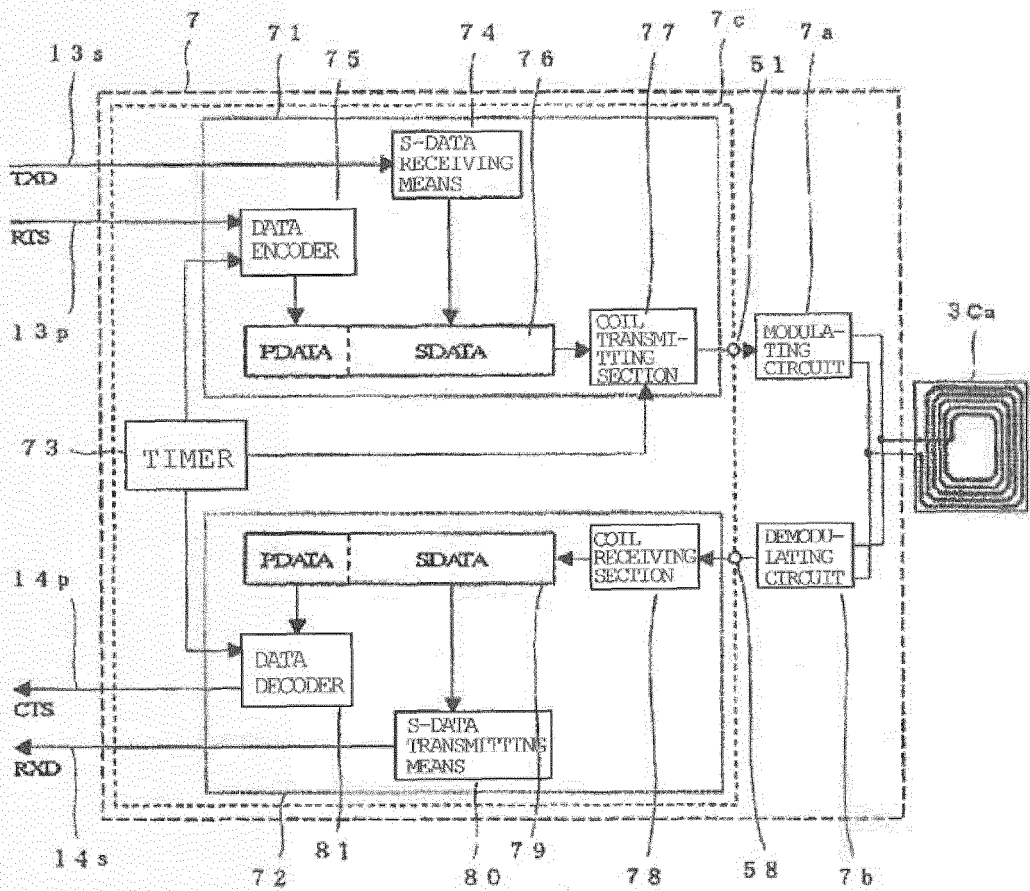 7
71
74
77
7c
7a
13s
75
76
51
S-DATA
RECEIVING
MEANS
TXD
RTS
DATA
ENCODER
13p
3Ca
PDATA
SDATA
COIL
TRANSMI-
TTING
SECTION
MODULA-
TING
CIRCUIT
73
TIMER
PDATA
SDATA
COIL
RECEIVING
SECTION
DEMODU-
LATING
CIRCUIT
14p
DATA
DECODER
CTS
S-DATA
TRANSMITTING
MEANS
RXD
14s
72
81
80
79
78
58
7b